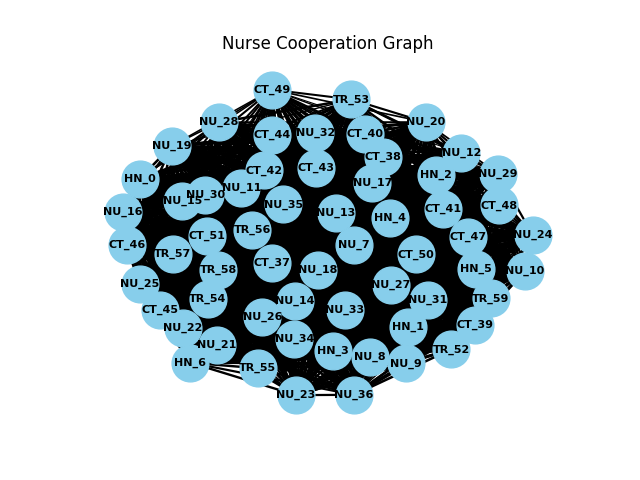 Nurse Cooperation Graph
CT_49
TR_53
NU_28
NU_20
CT_44
NU_32
CT_40
NU_19
NU_12
CT_38
CT_43
CT_42
HN_0
NU_11
NU_17
HN_2
NU_29
NU_15
NU_30
NU_16
NU_35
NU_13
HN_4
CT_41
CT_48
CT_46
CT_51
TR_56
NU_7
CT_47
NU_24
TR_57
TR_58
CT_37
NU_18
CT_50
HN_5
NU_10
NU_25
TR_54
NU_14
NU_27
NU_31
TR_59
CT_45
NU_26
NU_33
HN_1
CT_39
NU_22
NU_21
NU_34
HN_3
NU_8
NU_9
TR_52
HN_6
TR_55
NU_23
NU_36